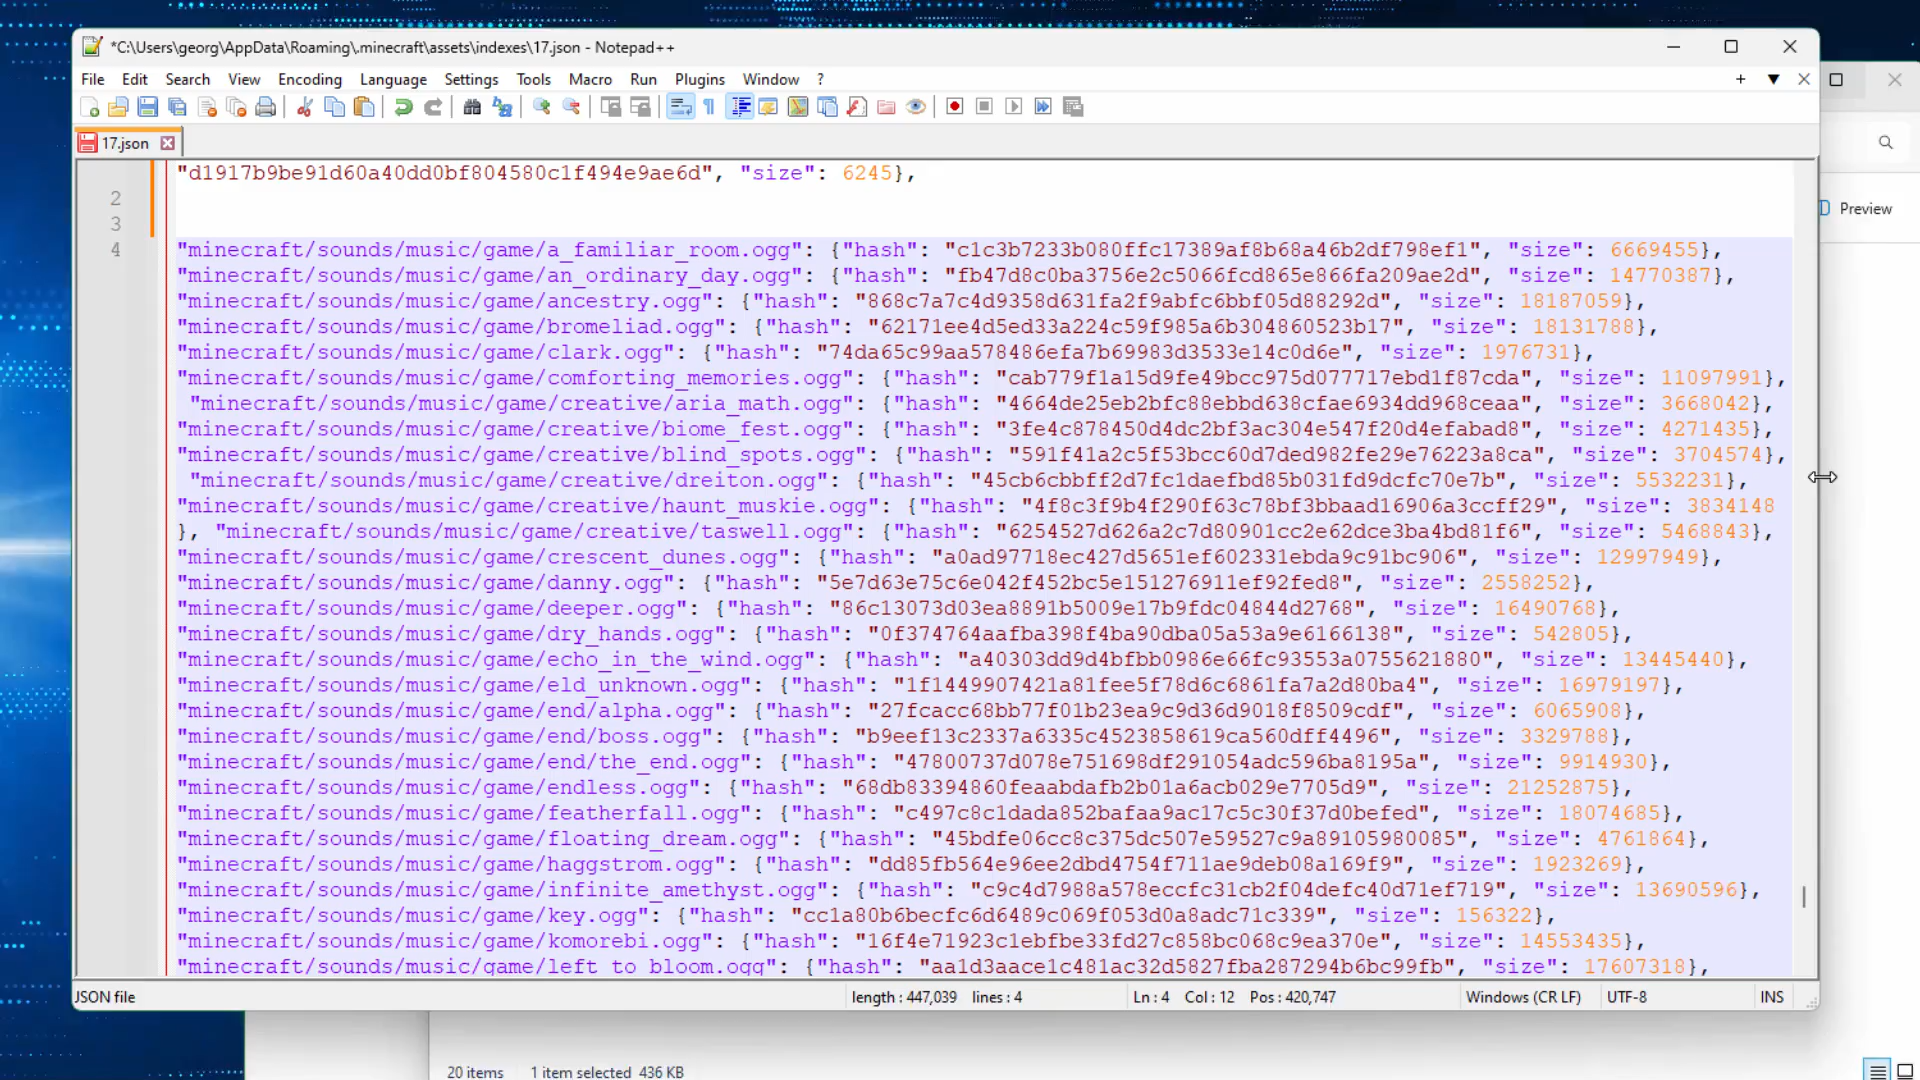 *C:\Users\georg\AppData\Roaming\.minecraft\assets\indexes\17.json - Notepad++
File Edit Search View Encoding Language Settings Tools Macro Run Plugins Window ?
17.json
Preview
"d1917b9be91d60a40dd0bf804580c1f494e9ae6d", "size": 6245},
2
3
4 "minecraft/sounds/music/game/a_familiar_room.ogg": {"hash": "c1c3b7233b080ffc17389af8b68a46b2df798ef1", "size": 6669455},
"minecraft/sounds/music/game/an_ordinary_day.ogg": {"hash": "fb47d8c0ba3756e2c5066fcd865e866fa209ae2d", "size": 14770387},
"minecraft/sounds/music/game/ancestry.ogg": {"hash": "868c7a7c4d9358d631fa2f9abfc6bbf05d88292d", "size": 18187059},
"minecraft/sounds/music/game/bromeliad.ogg": {"hash": "62171ee4d5ed33a224c59f985a6b304860523b17", "size": 18131788},
"minecraft/sounds/music/game/clark.ogg": {"hash": "74da65c99aa578486efa7b69983d3533e14c0d6e", "size": 1976731},
"minecraft/sounds/music/game/comforting_memories.ogg": {"hash": "cab779f1a15d9fe49bcc975d077717ebd1f87cda", "size": 11097991},
"minecraft/sounds/music/game/creative/aria_math.ogg": {"hash": "4664de25eb2bfc88ebbd638cfae6934dd968ceaa", "size": 3668042},
"minecraft/sounds/music/game/creative/biome_fest.ogg": {"hash": "3fe4c878450d4dc2bf3ac304e547f20d4efabad8", "size": 4271435},
"minecraft/sounds/music/game/creative/blind_spots.ogg": {"hash": "591f41a2c5f53bcc60d7ded982fe29e76223a8ca", "size": 3704574},
"minecraft/sounds/music/game/creative/dreiton.ogg": {"hash": "45cb6cbbff2d7fc1daefbd85b031fd9dcfc70e7b", "size": 5532231},
"minecraft/sounds/music/game/creative/haunt_muskie.ogg": {"hash": "4f8c3f9b4f290f63c78bf3bbaad16906a3ccff29", "size": 3834148
}, "minecraft/sounds/music/game/creative/taswell.ogg": {"hash": "6254527d626a2c7d80901cc2e62dce3ba4bd81f6", "size": 5468843},
"minecraft/sounds/music/game/crescent_dunes.ogg": {"hash": "a0ad97718ec427d5651ef602331ebda9c91bc906", "size": 12997949},
"minecraft/sounds/music/game/danny.ogg": {"hash": "5e7d63e75c6e042f452bc5e151276911ef92fed8", "size": 2558252},
"minecraft/sounds/music/game/deeper.ogg": {"hash": "86c13073d03ea8891b5009e17b9fdc04844d2768", "size": 16490768},
"minecraft/sounds/music/game/dry_hands.ogg": {"hash": "0f374764aafba398f4ba90dba05a53a9e6166138", "size": 542805},
"minecraft/sounds/music/game/echo_in_the_wind.ogg": {"hash": "a40303dd9d4bfbb0986e66fc93553a0755621880", "size": 13445440},
"minecraft/sounds/music/game/eld_unknown.ogg": {"hash": "1f1449907421a81fee5f78d6c6861fa7a2d80ba4", "size": 16979197},
"minecraft/sounds/music/game/end/alpha.ogg": {"hash": "27fcacc68bb77f01b23ea9c9d36d9018f8509cdf", "size": 6065908},
"minecraft/sounds/music/game/end/boss.ogg": {"hash": "b9eef13c2337a6335c4523858619ca560dff4496", "size": 3329788},
"minecraft/sounds/music/game/end/the_end.ogg": {"hash": "47800737d078e751698df291054adc596ba8195a", "size": 9914930},
"minecraft/sounds/music/game/endless.ogg": {"hash": "68db83394860feaabdafb2b01a6acb029e7705d9", "size": 21252875},
"minecraft/sounds/music/game/featherfall.ogg": {"hash": "c497c8c1dada852bafaa9ac17c5c30f37d0befed", "size": 18074685},
"minecraft/sounds/music/game/floating_dream.ogg": {"hash": "45bdfe06cc8c375dc507e59527c9a89105980085", "size": 4761864},
"minecraft/sounds/music/game/haggstrom.ogg": {"hash": "dd85fb564e96ee2dbd4754f711ae9deb08a169f9", "size": 1923269},
"minecraft/sounds/music/game/infinite_amethyst.ogg": {"hash": "c9c4d7988a578eccfc31cb2f04defc40d71ef719", "size": 13690596},
"minecraft/sounds/music/game/key.ogg": {"hash": "cc1a80b6becfc6d6489c069f053d0a8adc71c339", "size": 156322},
"minecraft/sounds/music/game/komorebi.ogg": {"hash": "16f4e71923c1ebfbe33fd27c858bc068c9ea370e", "size": 14553435},
"minecraft/sounds/music/game/left_to_bloom.ogg": {"hash": "aa1d3aace1c481ac32d5827fba287294b6bc99fb", "size": 17607318},
JSON file length : 447,039 lines : 4 Ln : 4 Col : 12 Pos : 420,747 Windows (CR LF) UTF-8 INS
20 items 1 item selected 436 KB